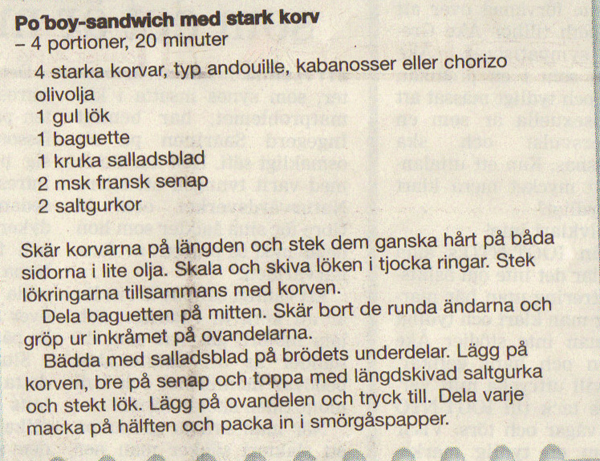 Po´boy-sandwich med stark korv
– 4 portioner, 20 minuter
4 starka korvar, typ andouille, kabanosser eller chorizo
olivolja
1 gul lök
1 baguette
1 kruka salladsblad
2 msk fransk senap
2 saltgurkor
Skär korvarna på längden och stek dem ganska hårt på båda
sidorna i lite olja. Skala och skiva löken i tjocka ringar. Stek
lökringarna tillsammans med korven.
Dela baguetten på mitten. Skär bort de runda ändarna och
gröp ur inkråmet på ovandelarna.
Bädda med salladsblad på brödets underdelar. Lägg på
korven, bre på senap och toppa med längdskivad saltgurka
och stekt lök. Lägg på ovandelen och tryck till. Dela varje
macka på hälften och packa in i smörgåspapper.